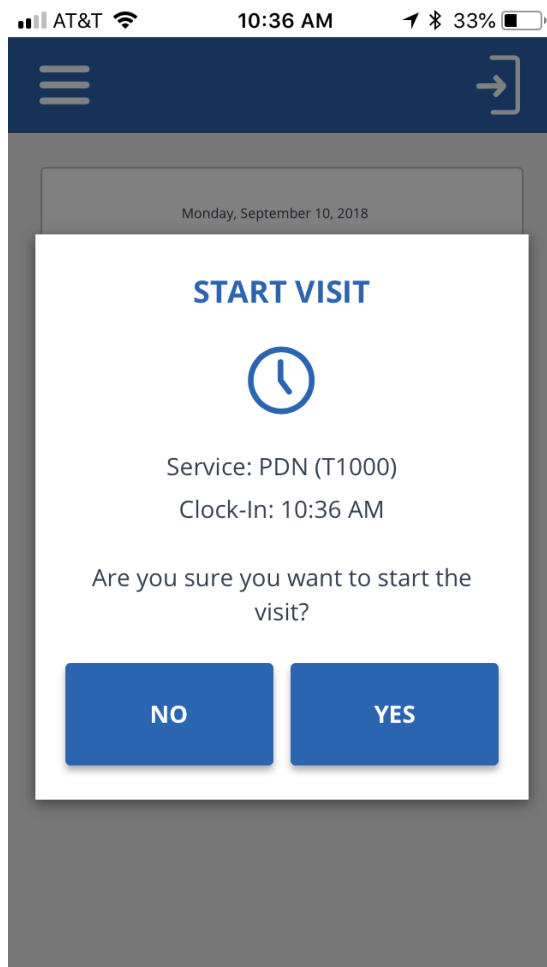 AT&T 10:36 AM 33%
Monday, September 10, 2018
START VISIT
Service: PDN (T1000)
Clock-In: 10:36 AM
Are you sure you want to start the
visit?
NO YES